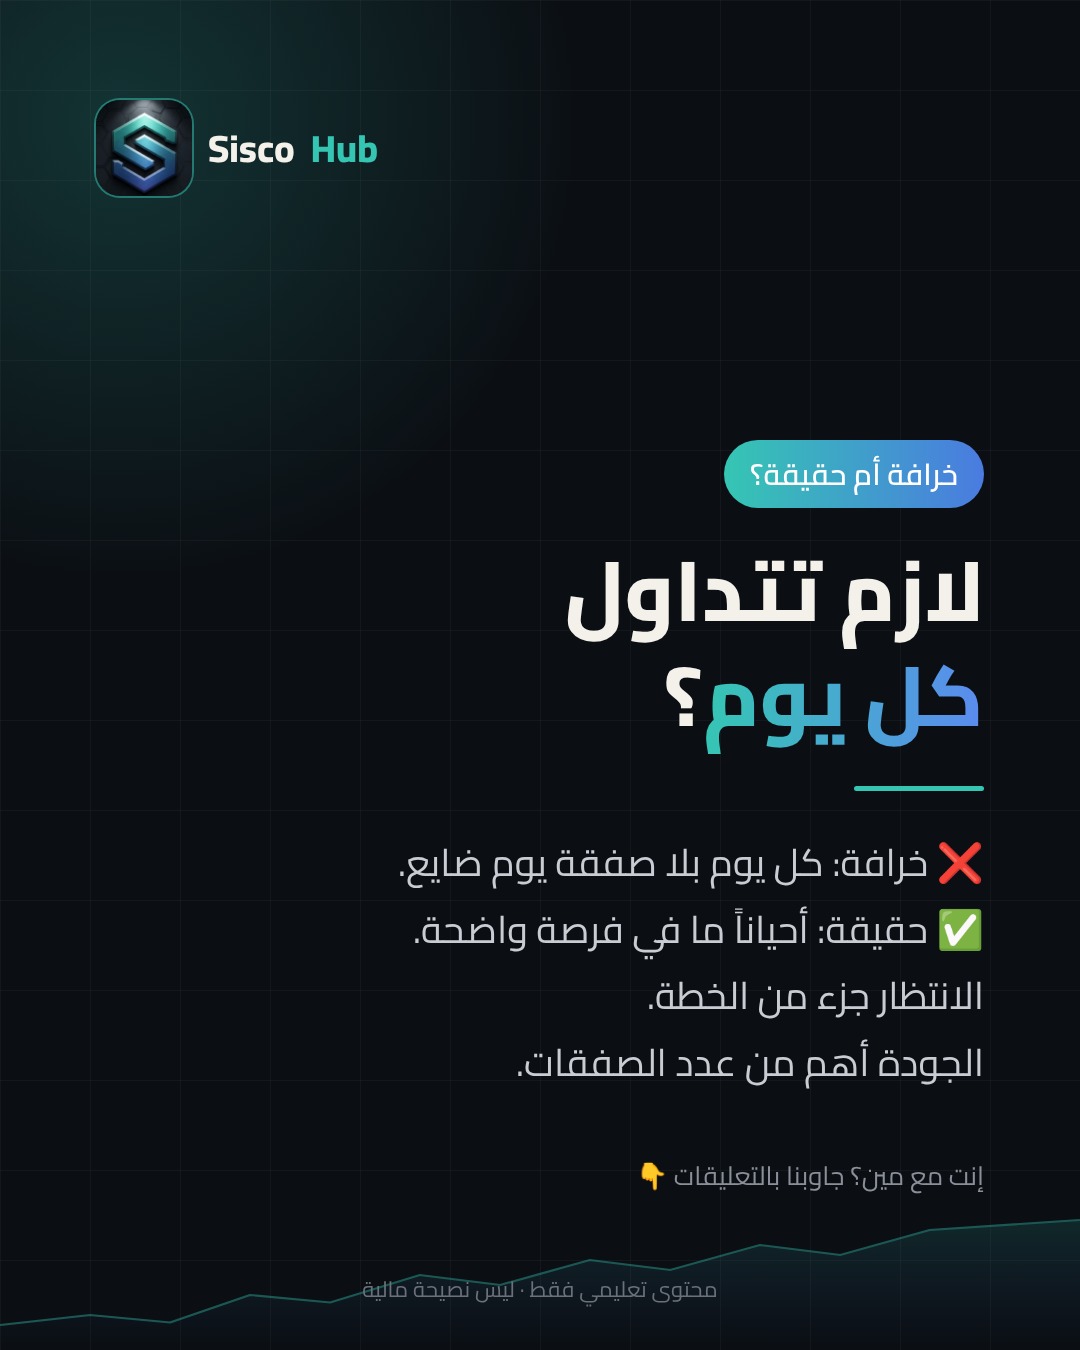 Sisco Hub
خرافة أم حقيقة؟
لازم تتداول
كل يوم؟
❌ خرافة: كل يوم بلا صفقة يوم ضايع.
✅ حقيقة: أحياناً ما في فرصة واضحة.
الانتظار جزء من الخطة.
الجودة أهم من عدد الصفقات.
إنت مع مين؟ جاوبنا بالتعليقات 👇
محتوى تعليمي فقط · ليس نصيحة مالية